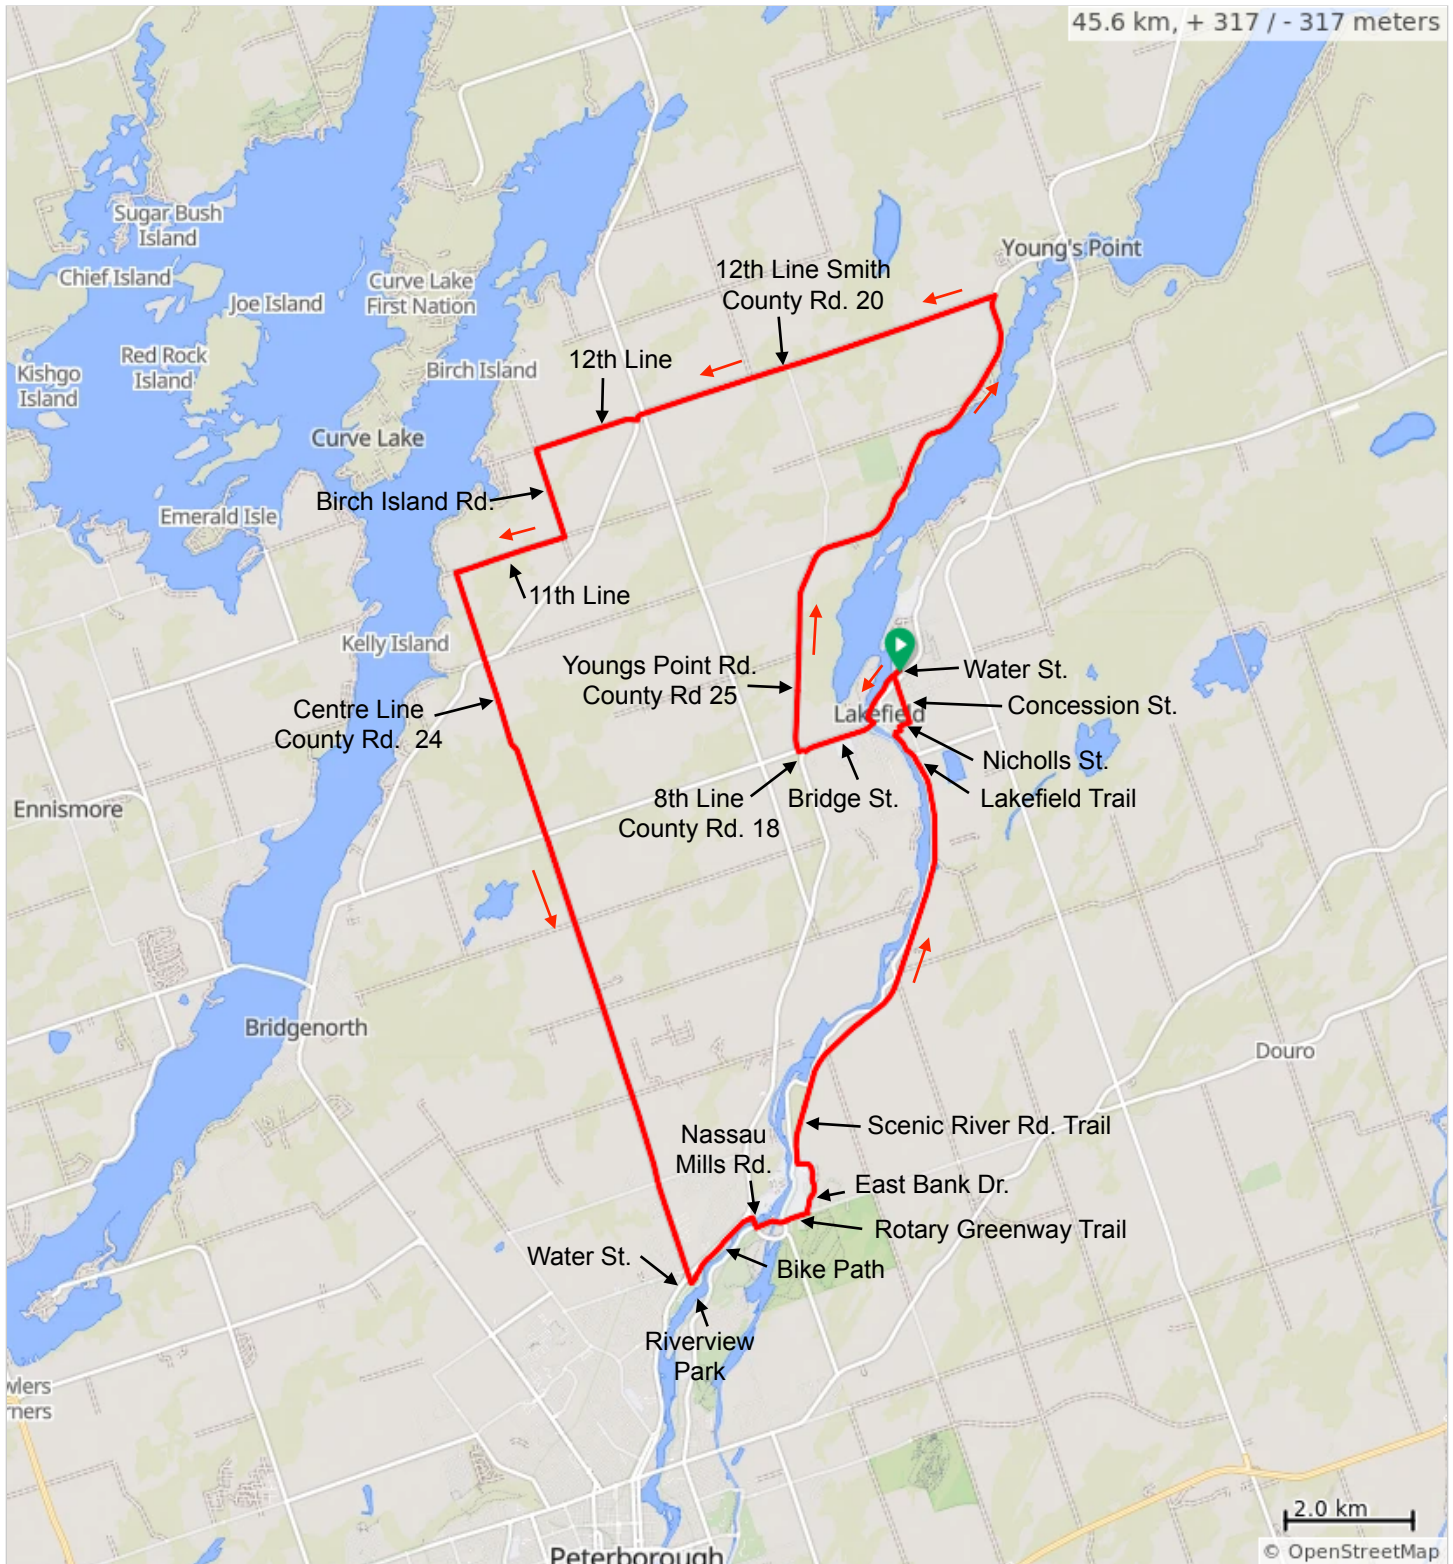 45.6 km, + 317 / - 317 meters
Sugar Bush
Island
Chief Island
Joe Island
Curve Lake
First Nation
Young's Point
12th Line Smith
County Rd. 20
Red Rock
Island
Kishgo
Island
Birch Island
12th Line
Curve Lake
Birch Island Rd.
Emerald Isle
11th Line
Kelly Island
Youngs Point Rd.
County Rd 25
Water St.
Concession St.
Centre Line
County Rd. 24
Lakefield
Nicholls St.
Lakefield Trail
8th Line
County Rd. 18
Bridge St.
Ennismore
Bridgenorth
Douro
Scenic River Rd. Trail
Nassau
Mills Rd.
East Bank Dr.
Rotary Greenway Trail
Water St.
Bike Path
Riverview
Park
wlers
rners
2.0 km
Peterborough
© OpenStreetMap